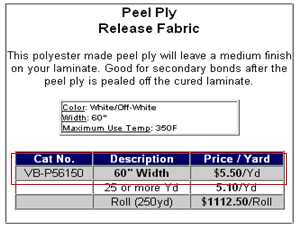 Peel Ply
Release Fabric
This polyester made peel ply will leave a medium finish
on your laminate. Good for secondary bonds after the
peel ply is pealed off the cured laminate.
Color: White/Off-White
Width: 60"
Maximum Use Temp: 350F
Cat No. Description Price / Yard
VB-P56150 60" Width $5.50/Yd
25 or more Yd 5.10/Yd
Roll (250yd) $1112.50/Roll